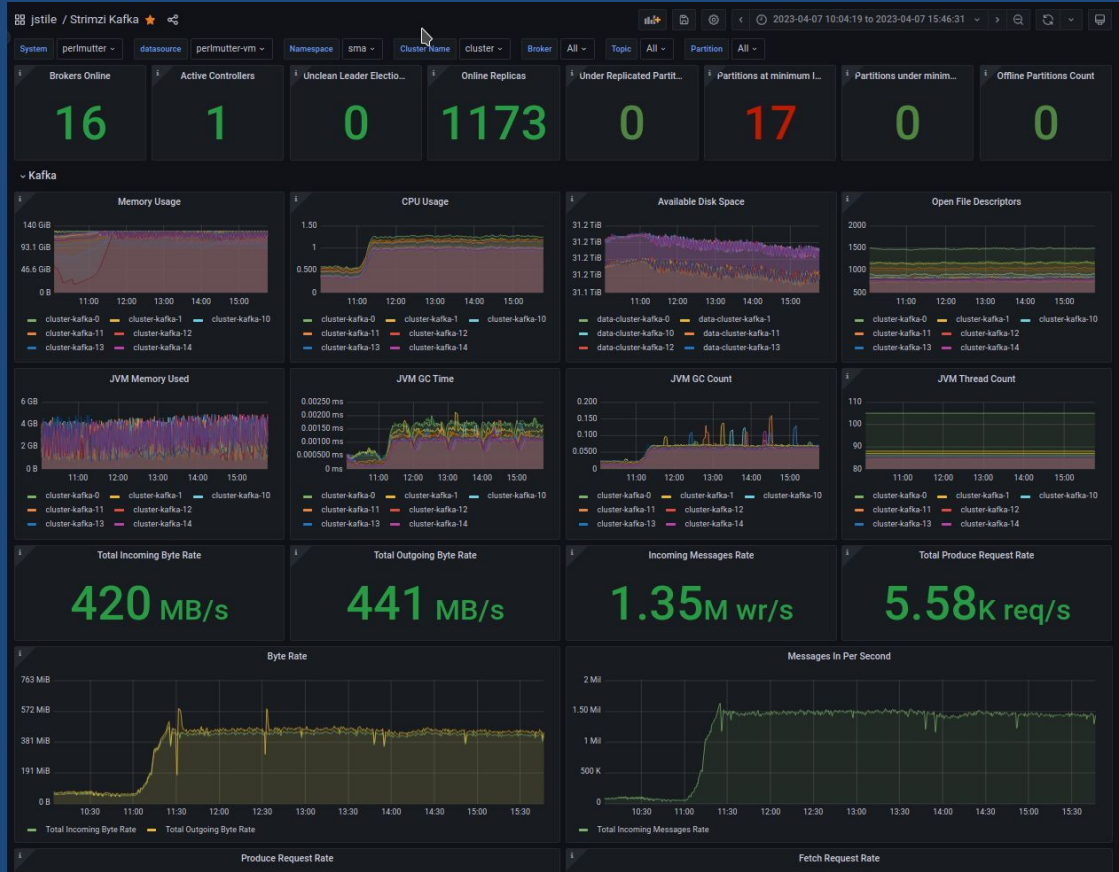 jstile / Strimzi Kafka
2023-04-07 10:04:19 to 2023-04-07 15:46:31
System perlmutter datasource perlmutter-vm Namespace sma Cluster Name cluster Broker All Topic All Partition All
Brokers Online
16
Active Controllers
1
Unclean Leader Electio...
0
Online Replicas
1173
Under Replicated Partit...
0
Partitions at minimum I...
17
Partitions under minim...
0
Offline Partitions Count
0
Kafka
Memory Usage
140 GiB
93.1 GiB
46.6 GiB
0 B
11:00 12:00 13:00 14:00 15:00
cluster-kafka-0 cluster-kafka-1 cluster-kafka-10
cluster-kafka-11 cluster-kafka-12
cluster-kafka-13 cluster-kafka-14
CPU Usage
1.50
1
0.500
0
11:00 12:00 13:00 14:00 15:00
cluster-kafka-0 cluster-kafka-1 cluster-kafka-10
cluster-kafka-11 cluster-kafka-12
cluster-kafka-13 cluster-kafka-14
Available Disk Space
31.2 TiB
31.2 TiB
31.2 TiB
31.2 TiB
31.1 TiB
11:00 12:00 13:00 14:00 15:00
data-cluster-kafka-0 data-cluster-kafka-1
data-cluster-kafka-10 data-cluster-kafka-11
data-cluster-kafka-12 data-cluster-kafka-13
Open File Descriptors
2000
1500
1000
500
11:00 12:00 13:00 14:00 15:00
cluster-kafka-0 cluster-kafka-1 cluster-kafka-10
cluster-kafka-11 cluster-kafka-12
cluster-kafka-13 cluster-kafka-14
JVM Memory Used
6 GB
4 GB
2 GB
0 B
11:00 12:00 13:00 14:00 15:00
cluster-kafka-0 cluster-kafka-1 cluster-kafka-10
cluster-kafka-11 cluster-kafka-12
cluster-kafka-13 cluster-kafka-14
JVM GC Time
0.00250 ms
0.00200 ms
0.00150 ms
0.00100 ms
0.000500 ms
0 ms
11:00 12:00 13:00 14:00 15:00
cluster-kafka-0 cluster-kafka-1 cluster-kafka-10
cluster-kafka-11 cluster-kafka-12
cluster-kafka-13 cluster-kafka-14
JVM GC Count
0.200
0.150
0.100
0.0500
0
11:00 12:00 13:00 14:00 15:00
cluster-kafka-0 cluster-kafka-1 cluster-kafka-10
cluster-kafka-11 cluster-kafka-12
cluster-kafka-13 cluster-kafka-14
JVM Thread Count
110
100
90
80
11:00 12:00 13:00 14:00 15:00
cluster-kafka-0 cluster-kafka-1 cluster-kafka-10
cluster-kafka-11 cluster-kafka-12
cluster-kafka-13 cluster-kafka-14
Total Incoming Byte Rate
420 MB/s
Total Outgoing Byte Rate
441 MB/s
Incoming Messages Rate
1.35M wr/s
Total Produce Request Rate
5.58K req/s
Byte Rate
763 MiB
572 MiB
381 MiB
191 MiB
0 B
10:30 11:00 11:30 12:00 12:30 13:00 13:30 14:00 14:30 15:00 15:30
Total Incoming Byte Rate Total Outgoing Byte Rate
Messages In Per Second
2 Mil
1.50 Mil
1 Mil
500 K
0
10:30 11:00 11:30 12:00 12:30 13:00 13:30 14:00 14:30 15:00 15:30
Total Incoming Messages Rate
Produce Request Rate
Fetch Request Rate